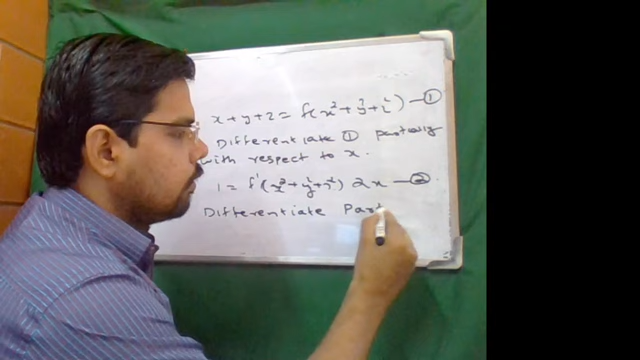 x + y + z = f(x² + y² + z²) — ①
Differentiate ① partially
with respect to x.
1 = f'(x² + y² + z²) 2x — ②
Differentiate Part